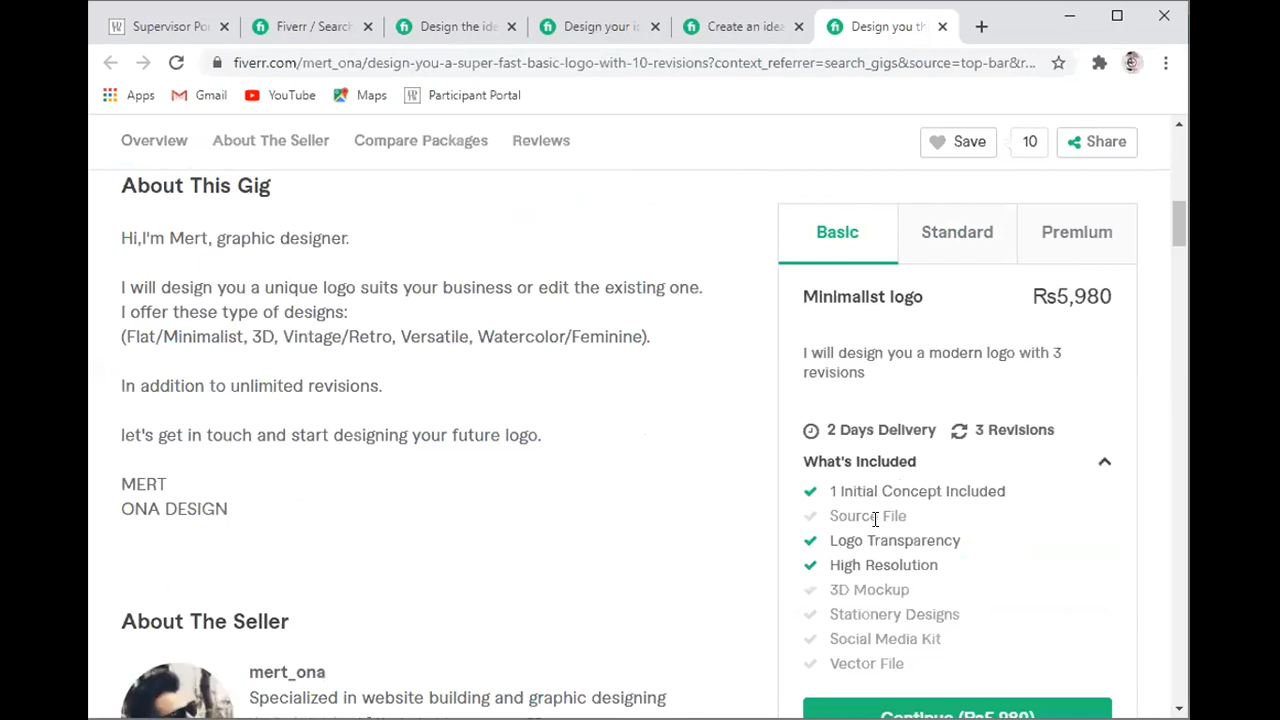 Supervisor Po
Fiverr / Search
Design the ide
Design your ic
Create an idea
Design you th
fiverr.com/mert_ona/design-you-a-super-fast-basic-logo-with-10-revisions?context_referrer=search_gigs&source=top-bar&r...
Apps
Gmail
YouTube
Maps
Participant Portal
Overview
About The Seller
Compare Packages
Reviews
Save
10
Share
About This Gig
Hi,I'm Mert, graphic designer.
I will design you a unique logo suits your business or edit the existing one.
I offer these type of designs:
(Flat/Minimalist, 3D, Vintage/Retro, Versatile, Watercolor/Feminine).
In addition to unlimited revisions.
let's get in touch and start designing your future logo.
MERT
ONA DESIGN
About The Seller
mert_ona
Specialized in website building and graphic designing
Basic
Standard
Premium
Minimalist logo
Rs5,980
I will design you a modern logo with 3
revisions
2 Days Delivery
3 Revisions
What's Included
1 Initial Concept Included
Source File
Logo Transparency
High Resolution
3D Mockup
Stationery Designs
Social Media Kit
Vector File
Continue (Rs5,980)